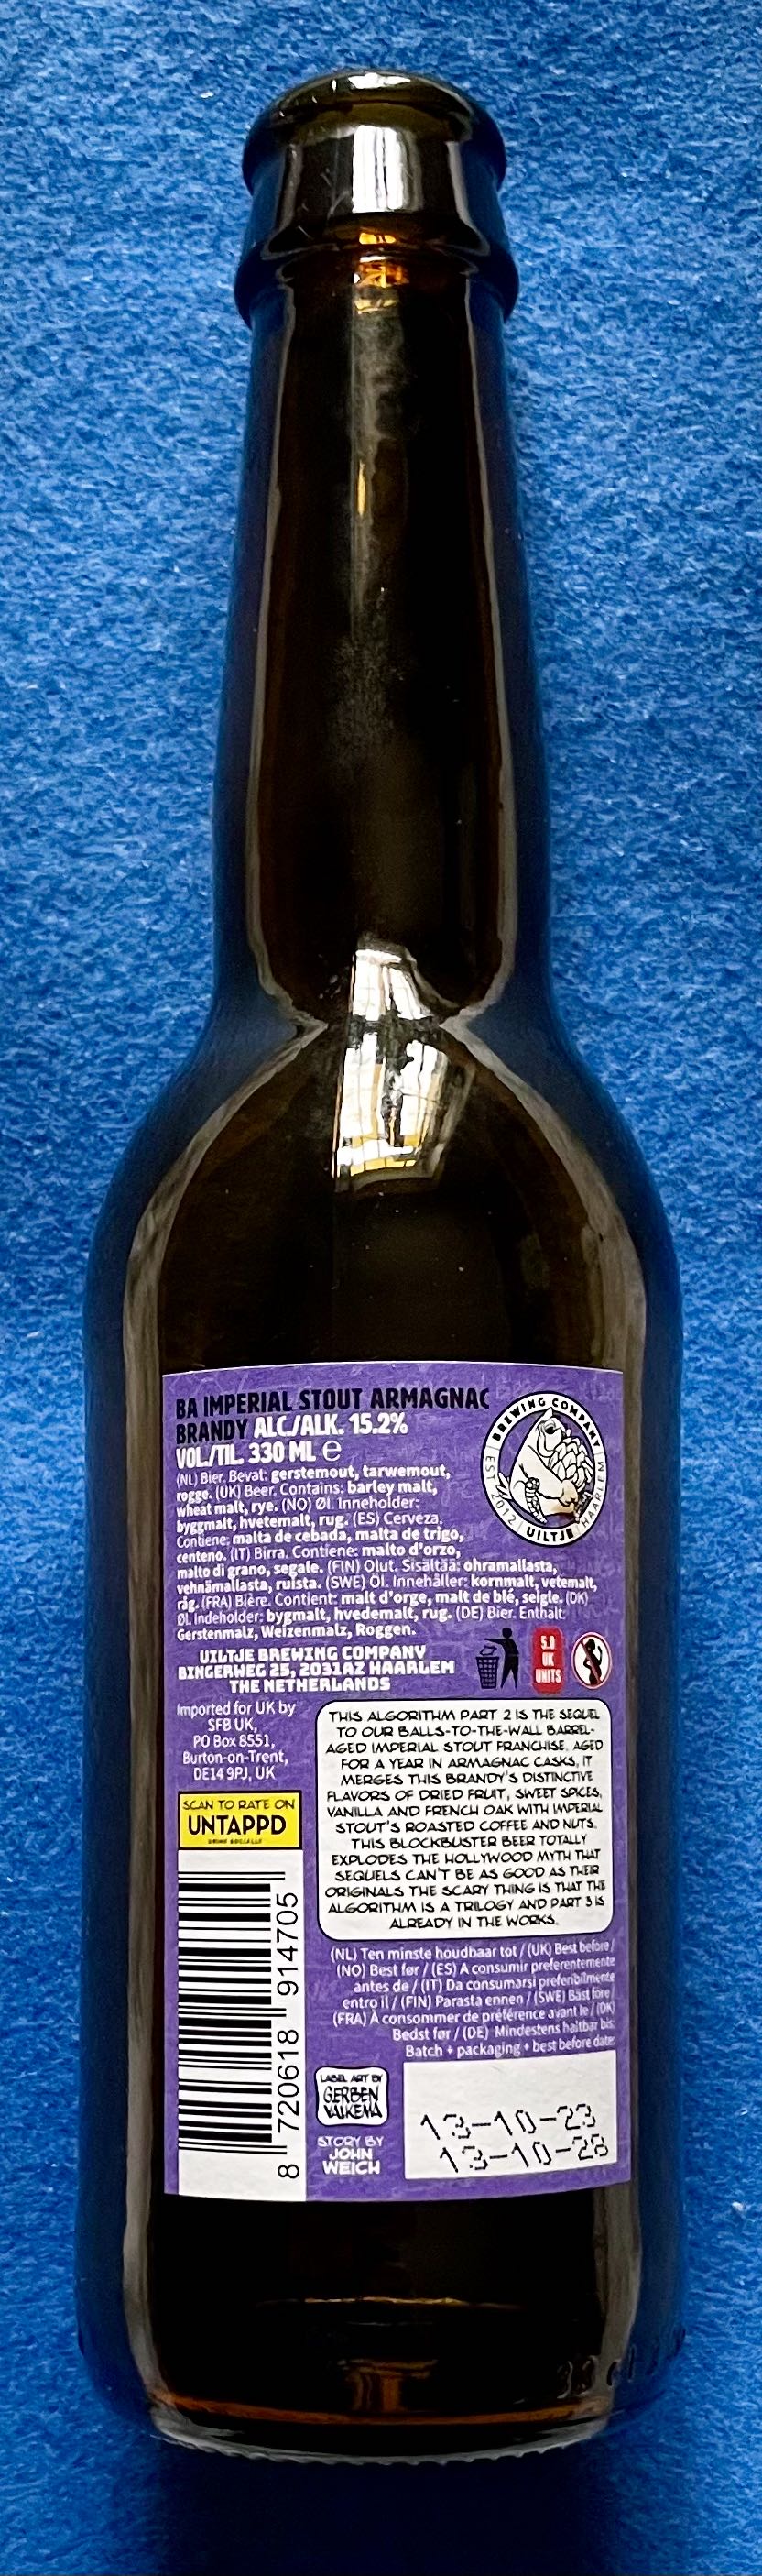 BA IMPERIAL STOUT ARMAGNAC
BRANDY ALC/ALK. 15.2%
VOL/TIL. 330 ML ℮
(NL) Bier. Bevat: gerstemout, tarwemout,
rogge. (UK) Beer. Contains: barley malt,
wheat malt, rye. (NO) Øl. Inneholder:
byggmalt, hvetemalt, rug. (ES) Cerveza.
Contiene: malta de cebada, malta de trigo,
centeno. (IT) Birra. Contiene: malto d'orzo,
malto di grano, segale. (FIN) Olut. Sisältää: ohramallasta,
vehnämallasta, ruista. (SWE) Öl. Innehåller: kornmalt, vetemalt,
råg. (FRA) Bière. Contient: malt d'orge, malt de blé, seigle. (DK)
Øl. Indeholder: bygmalt, hvedemalt, rug. (DE) Bier. Enthält:
Gerstenmalz, Weizenmalz, Roggen.
BREWING COMPANY
EST 2012
UILTJE
HAARLEM
UILTJE BREWING COMPANY
BINGERWEG 25, 2031AZ HAARLEM
THE NETHERLANDS
5.0
UK
UNITS
Imported for UK by
SFB UK,
PO Box 8551,
Burton-on-Trent,
DE14 9PJ, UK
SCAN TO RATE ON
UNTAPPD
DRINK SOCIALLY
8 720618 914705
THIS ALGORITHM PART 2 IS THE SEQUEL
TO OUR BALLS-TO-THE-WALL BARREL-
AGED IMPERIAL STOUT FRANCHISE. AGED
FOR A YEAR IN ARMAGNAC CASKS, IT
MERGES THIS BRANDY'S DISTINCTIVE
FLAVORS OF DRIED FRUIT, SWEET SPICES,
VANILLA AND FRENCH OAK WITH IMPERIAL
STOUT'S ROASTED COFFEE AND NUTS.
THIS BLOCKBUSTER BEER TOTALLY
EXPLODES THE HOLLYWOOD MYTH THAT
SEQUELS CAN'T BE AS GOOD AS THEIR
ORIGINALS THE SCARY THING IS THAT THE
ALGORITHM IS A TRILOGY AND PART 3 IS
ALREADY IN THE WORKS.
(NL) Ten minste houdbaar tot / (UK) Best before /
(NO) Best før / (ES) A consumir preferentemente
antes de / (IT) Da consumarsi preferibilmente
entro il / (FIN) Parasta ennen / (SWE) Bäst före /
(FRA) À consommer de préférence avant le / (DK)
Bedst før / (DE) Mindestens haltbar bis:
Batch + packaging + best before date:
LABEL ART BY
GERBEN
VALKEMA
STORY BY
JOHN
WEICH
13-10-23
13-10-28